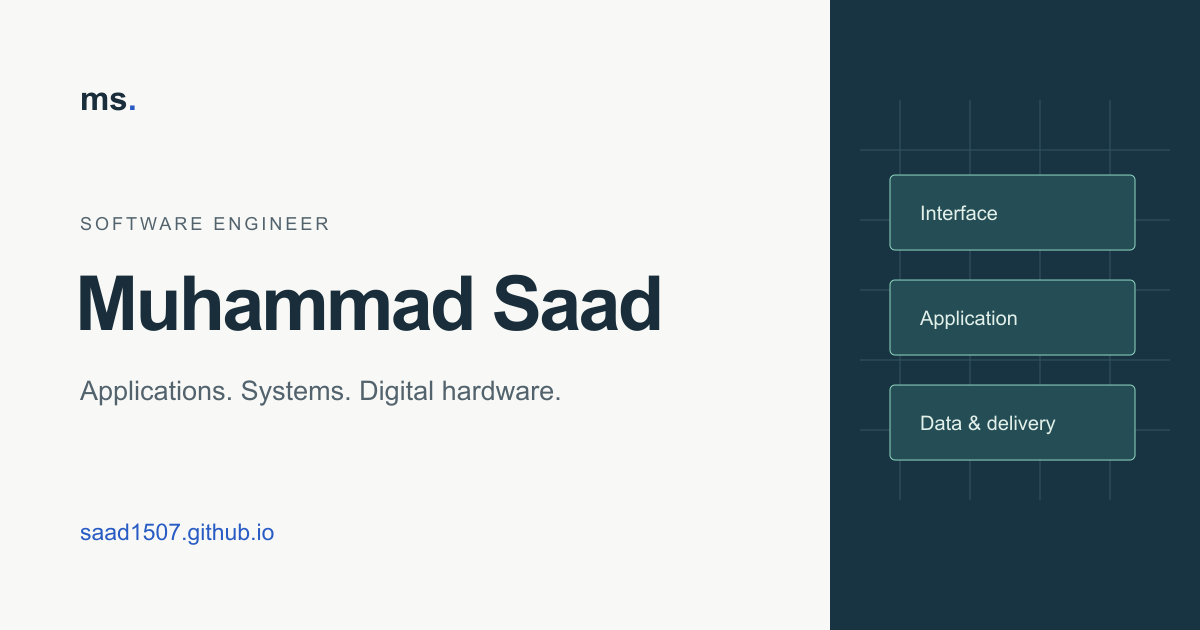 ms.
SOFTWARE ENGINEER
Muhammad Saad
Applications. Systems. Digital hardware.
saad1507.github.io
Interface
Application
Data & delivery